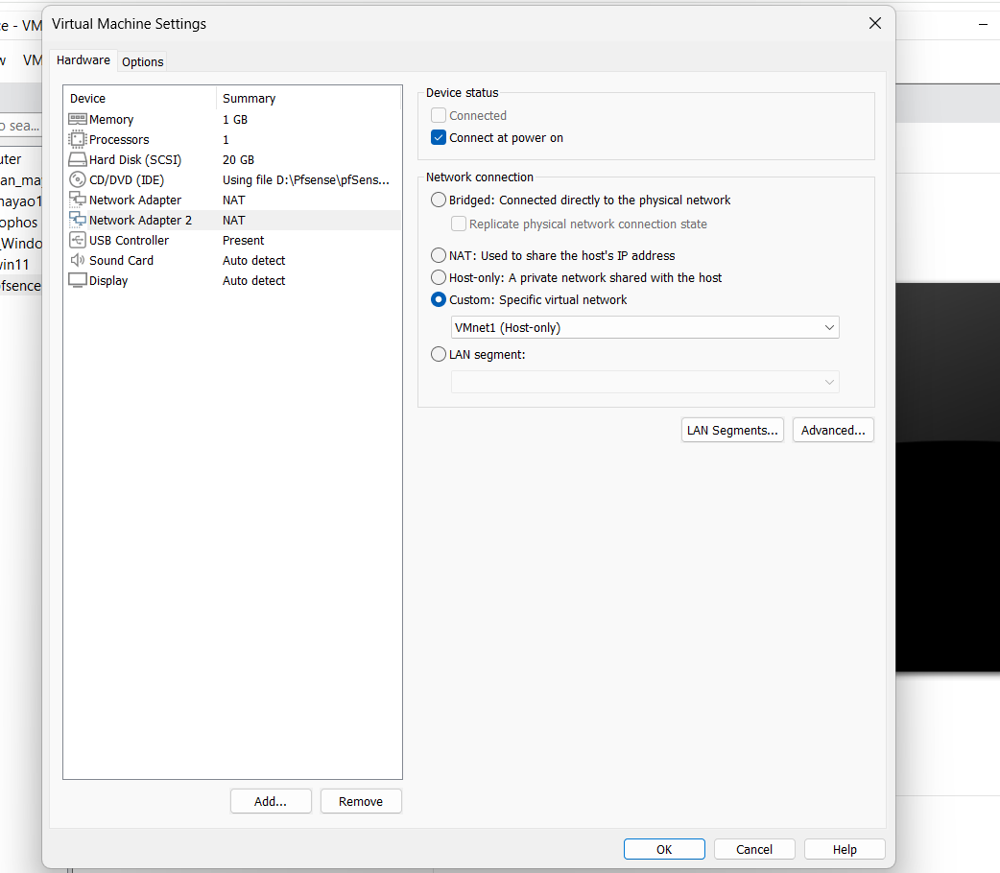 ce - VM
Virtual Machine Settings
w VM
Hardware Options
o sea...
uter
an_may
mayao1
ophos
_Windo
win11
ofsence
Device Summary
Memory 1 GB
Processors 1
Hard Disk (SCSI) 20 GB
CD/DVD (IDE) Using file D:\Pfsense\pfSens...
Network Adapter NAT
Network Adapter 2 NAT
USB Controller Present
Sound Card Auto detect
Display Auto detect
Device status
Connected
Connect at power on
Network connection
Bridged: Connected directly to the physical network
Replicate physical network connection state
NAT: Used to share the host's IP address
Host-only: A private network shared with the host
Custom: Specific virtual network
VMnet1 (Host-only)
LAN segment:
LAN Segments... Advanced...
Add... Remove
OK Cancel Help